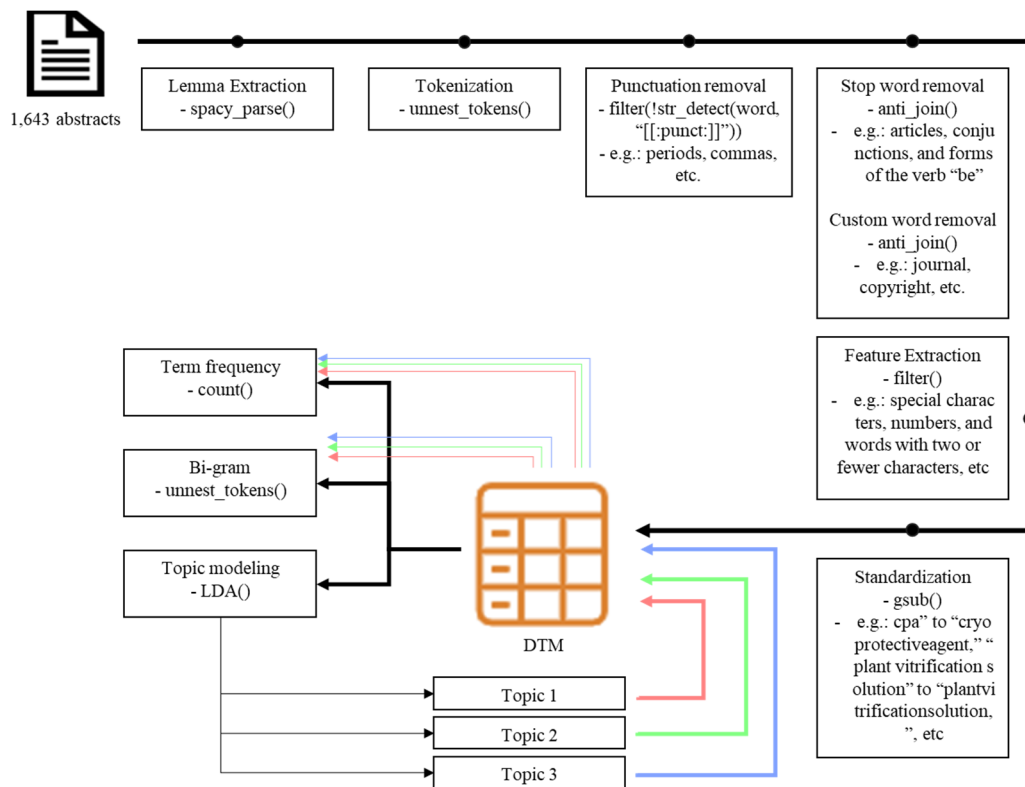 1,643 abstracts
Lemma Extraction
- spacy_parse()
Tokenization
- unnest_tokens()
Punctuation removal
- filter(!str_detect(word,
“[[:punct:]]”))
- e.g.: periods, commas,
etc.
Stop word removal
- anti_join()
- e.g.: articles, conju
nctions, and forms
of the verb “be”
Custom word removal
- anti_join()
- e.g.: journal,
copyright, etc.
Feature Extraction
- filter()
- e.g.: special charac
ters, numbers, and
words with two or
fewer characters, etc
Term frequency
- count()
Bi-gram
- unnest_tokens()
Topic modeling
- LDA()
DTM
Standardization
- gsub()
- e.g.: cpa” to “cryo
protectiveagent,” “
plant vitrification s
olution” to “plantvi
trificationsolution,
”, etc
Topic 1
Topic 2
Topic 3